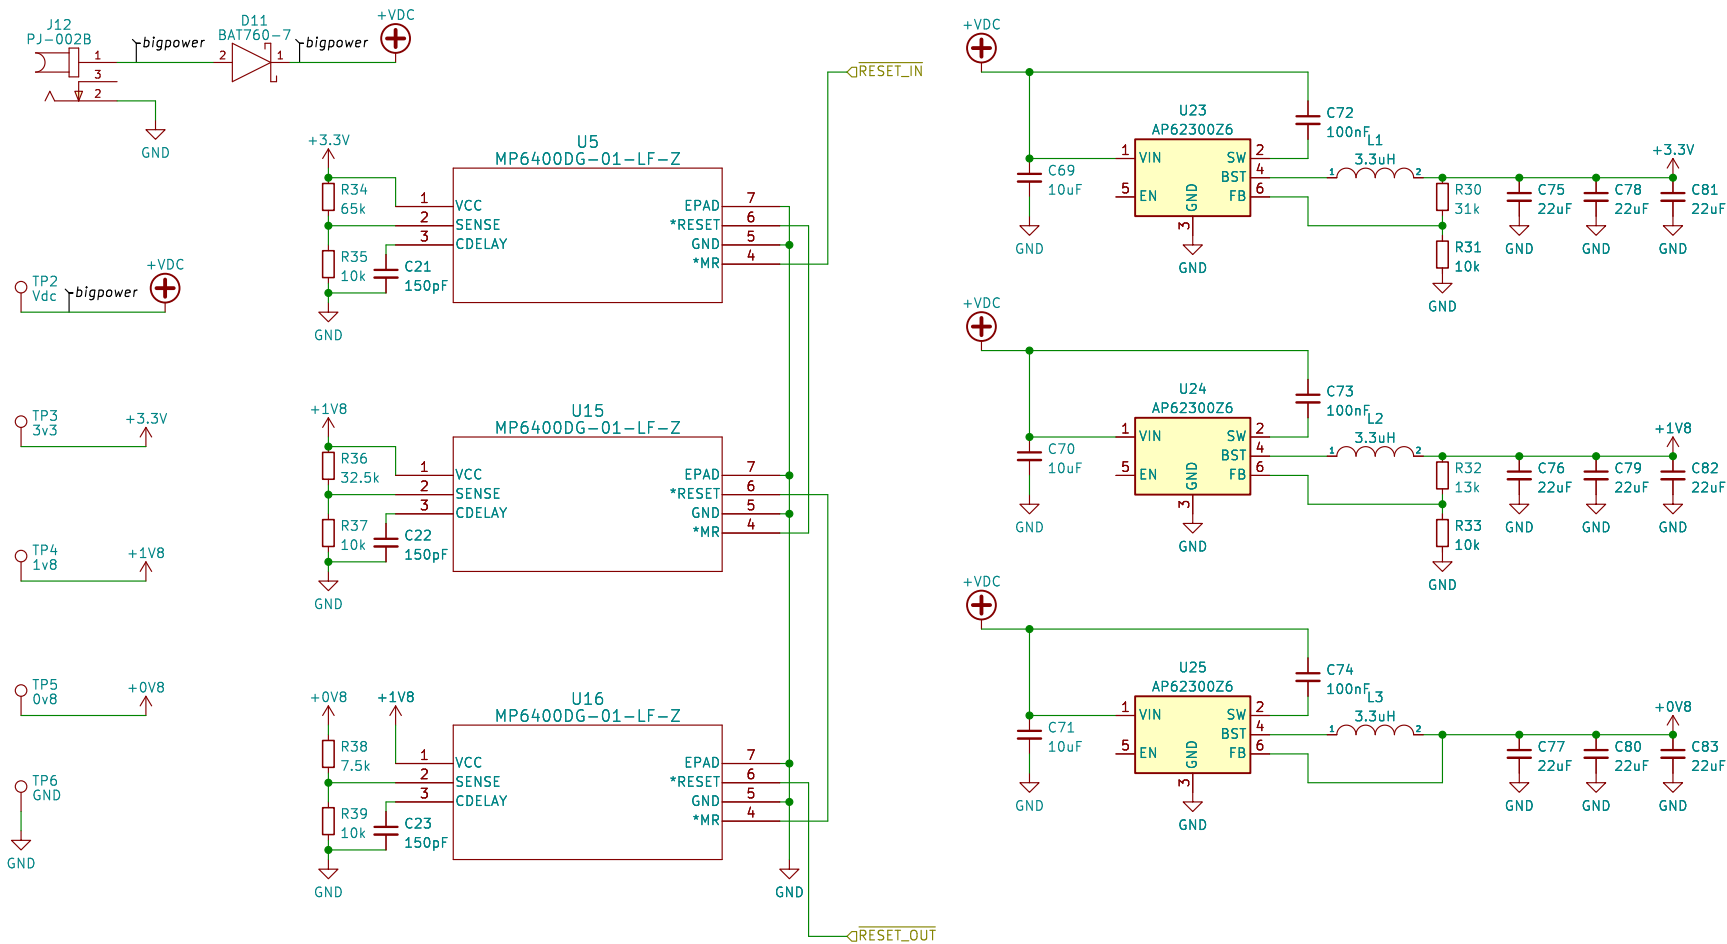 J12
PJ-002B
1
3
2
bigpower
D11
BAT760-7
2
1
bigpower
+VDC
GND
TP2
Vdc
bigpower
+VDC
TP3
3v3
+3.3V
TP4
1v8
+1V8
TP5
0v8
+0V8
TP6
GND
GND
+3.3V
R34
65k
R35
10k
C21
150pF
GND
U5
MP6400DG-01-LF-Z
1 VCC
2 SENSE
3 CDELAY
EPAD 7
*RESET 6
GND 5
*MR 4
RESET_IN
+1V8
R36
32.5k
R37
10k
C22
150pF
GND
U15
MP6400DG-01-LF-Z
1 VCC
2 SENSE
3 CDELAY
EPAD 7
*RESET 6
GND 5
*MR 4
+0V8
+1V8
R38
7.5k
R39
10k
C23
150pF
GND
U16
MP6400DG-01-LF-Z
1 VCC
2 SENSE
3 CDELAY
EPAD 7
*RESET 6
GND 5
*MR 4
GND
RESET_OUT
+VDC
C69
10uF
GND
U23
AP62300Z6
1 VIN
5 EN
SW 2
BST 4
FB 6
GND
3
GND
C72
100nF
L1
3.3uH
1
2
R30
31k
R31
10k
GND
C75
22uF
GND
C78
22uF
GND
+3.3V
C81
22uF
GND
+VDC
C70
10uF
GND
U24
AP62300Z6
1 VIN
5 EN
SW 2
BST 4
FB 6
GND
3
GND
C73
100nF
L2
3.3uH
1
2
R32
13k
R33
10k
GND
C76
22uF
GND
C79
22uF
GND
+1V8
C82
22uF
GND
+VDC
C71
10uF
GND
U25
AP62300Z6
1 VIN
5 EN
SW 2
BST 4
FB 6
GND
3
GND
C74
100nF
L3
3.3uH
1
2
C77
22uF
GND
C80
22uF
GND
+0V8
C83
22uF
GND